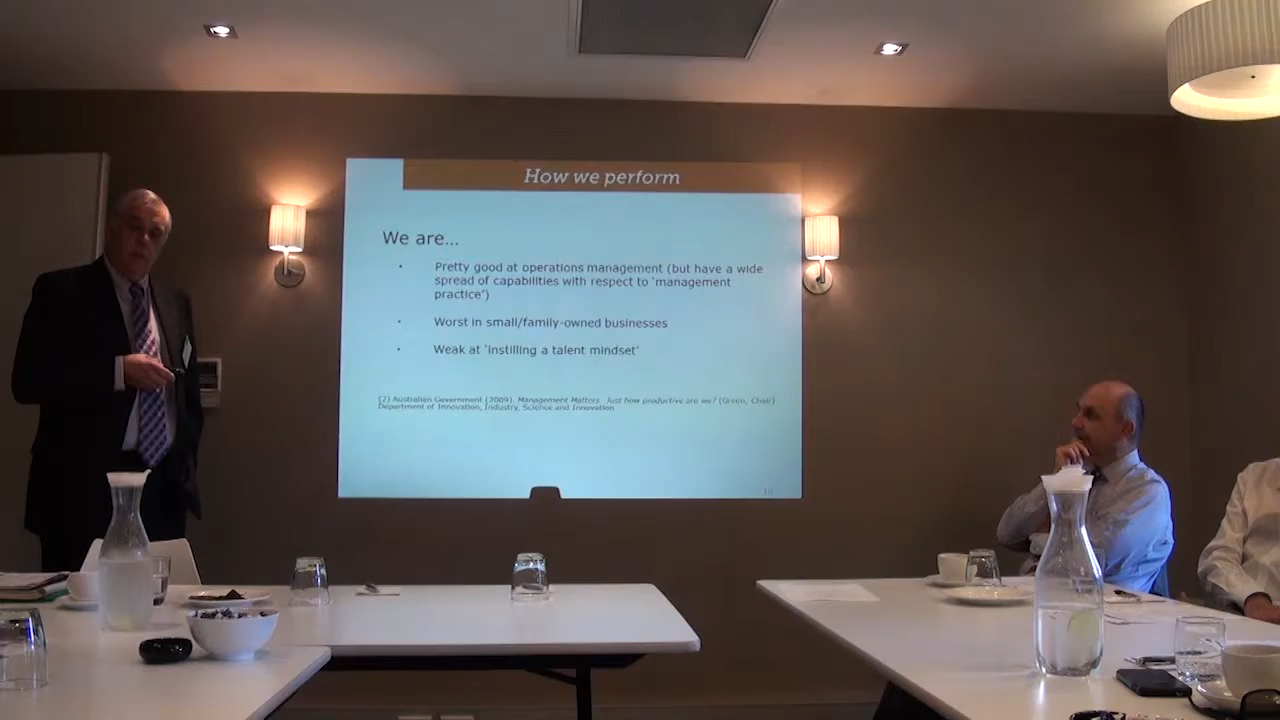 How we perform
We are...
• Pretty good at operations management (but have a wide
spread of capabilities with respect to ‘management
practice’)
• Worst in small/family-owned businesses
• Weak at ‘instilling a talent mindset’
(2) Australian Government (2009). Management Matters. Just how productive are we? (Green, Chair)
Department of Innovation, Industry, Science and Innovation
10